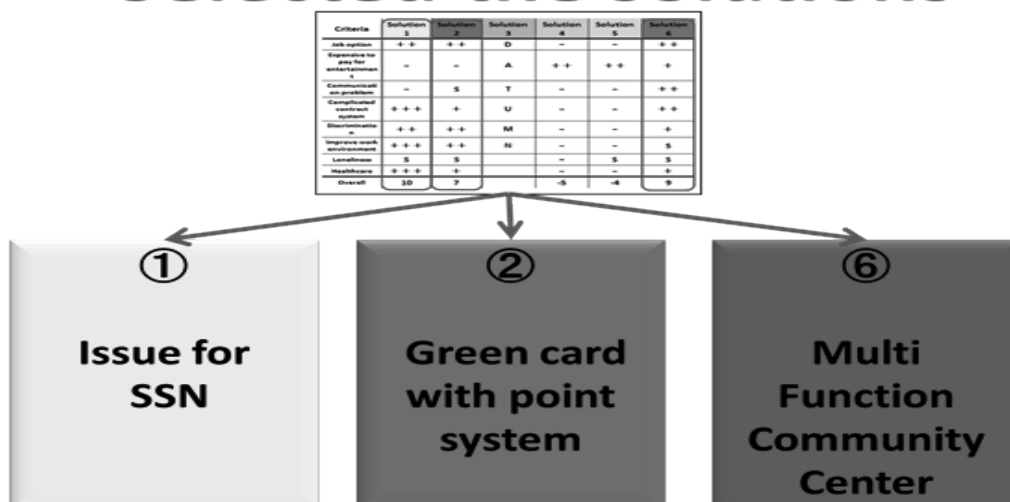 Selected the solutions
Criteria Solution 1 Solution 2 Solution 3 Solution 4 Solution 5 Solution 6
Job option ++ ++ D - - ++
Expensive to pay for entertainment - - A ++ ++ +
Communication problem - S T - - ++
Complicated contract system +++ + U - - ++
Discrimination ++ ++ M - - +
Improve work environment +++ ++ N - - S
Loneliness S S - S S
Healthcare +++ + - - +
Overall 10 7 -5 -4 9
①
Issue for
SSN
②
Green card
with point
system
⑥
Multi
Function
Community
Center